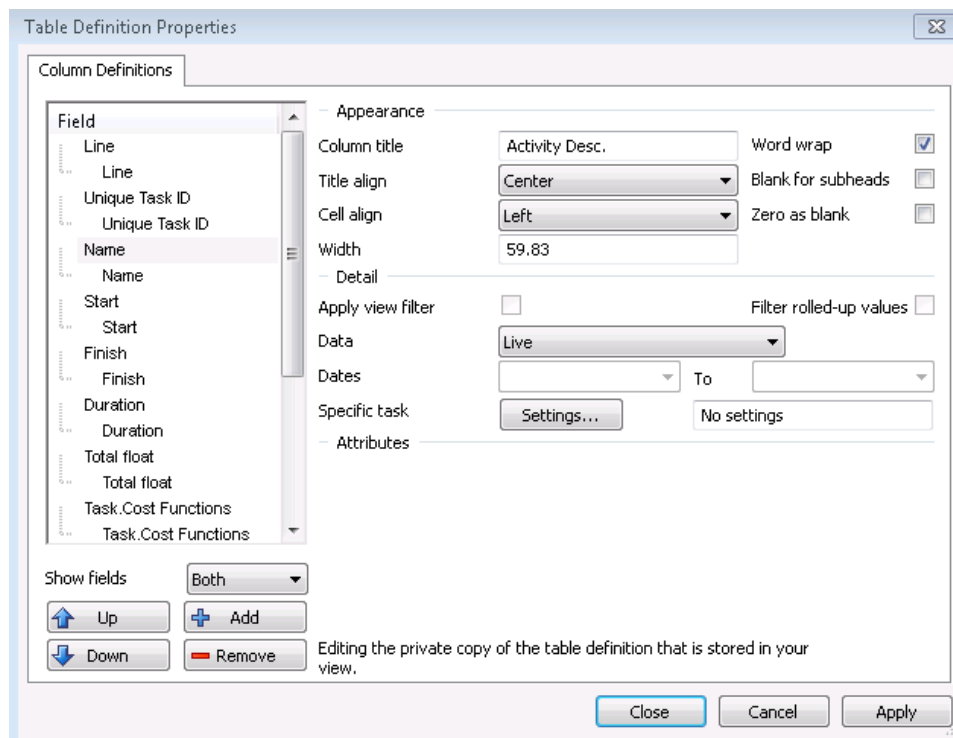 Table Definition Properties
Column Definitions
Field
Line
Line
Unique Task ID
Unique Task ID
Name
Name
Start
Start
Finish
Finish
Duration
Duration
Total float
Total float
Task.Cost Functions
Task.Cost Functions
Show fields Both
Up Add
Down Remove
Appearance
Column title Activity Desc. Word wrap
Title align Center Blank for subheads
Cell align Left Zero as blank
Width 59.83
Detail
Apply view filter Filter rolled-up values
Data Live
Dates To
Specific task Settings... No settings
Attributes
Editing the private copy of the table definition that is stored in your
view.
Close Cancel Apply